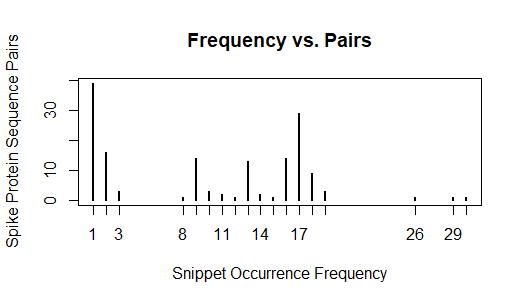 Frequency vs. Pairs
Spike Protein Sequence Pairs
30
10
0
1 3 8 11 14 17 26 29
Snippet Occurrence Frequency